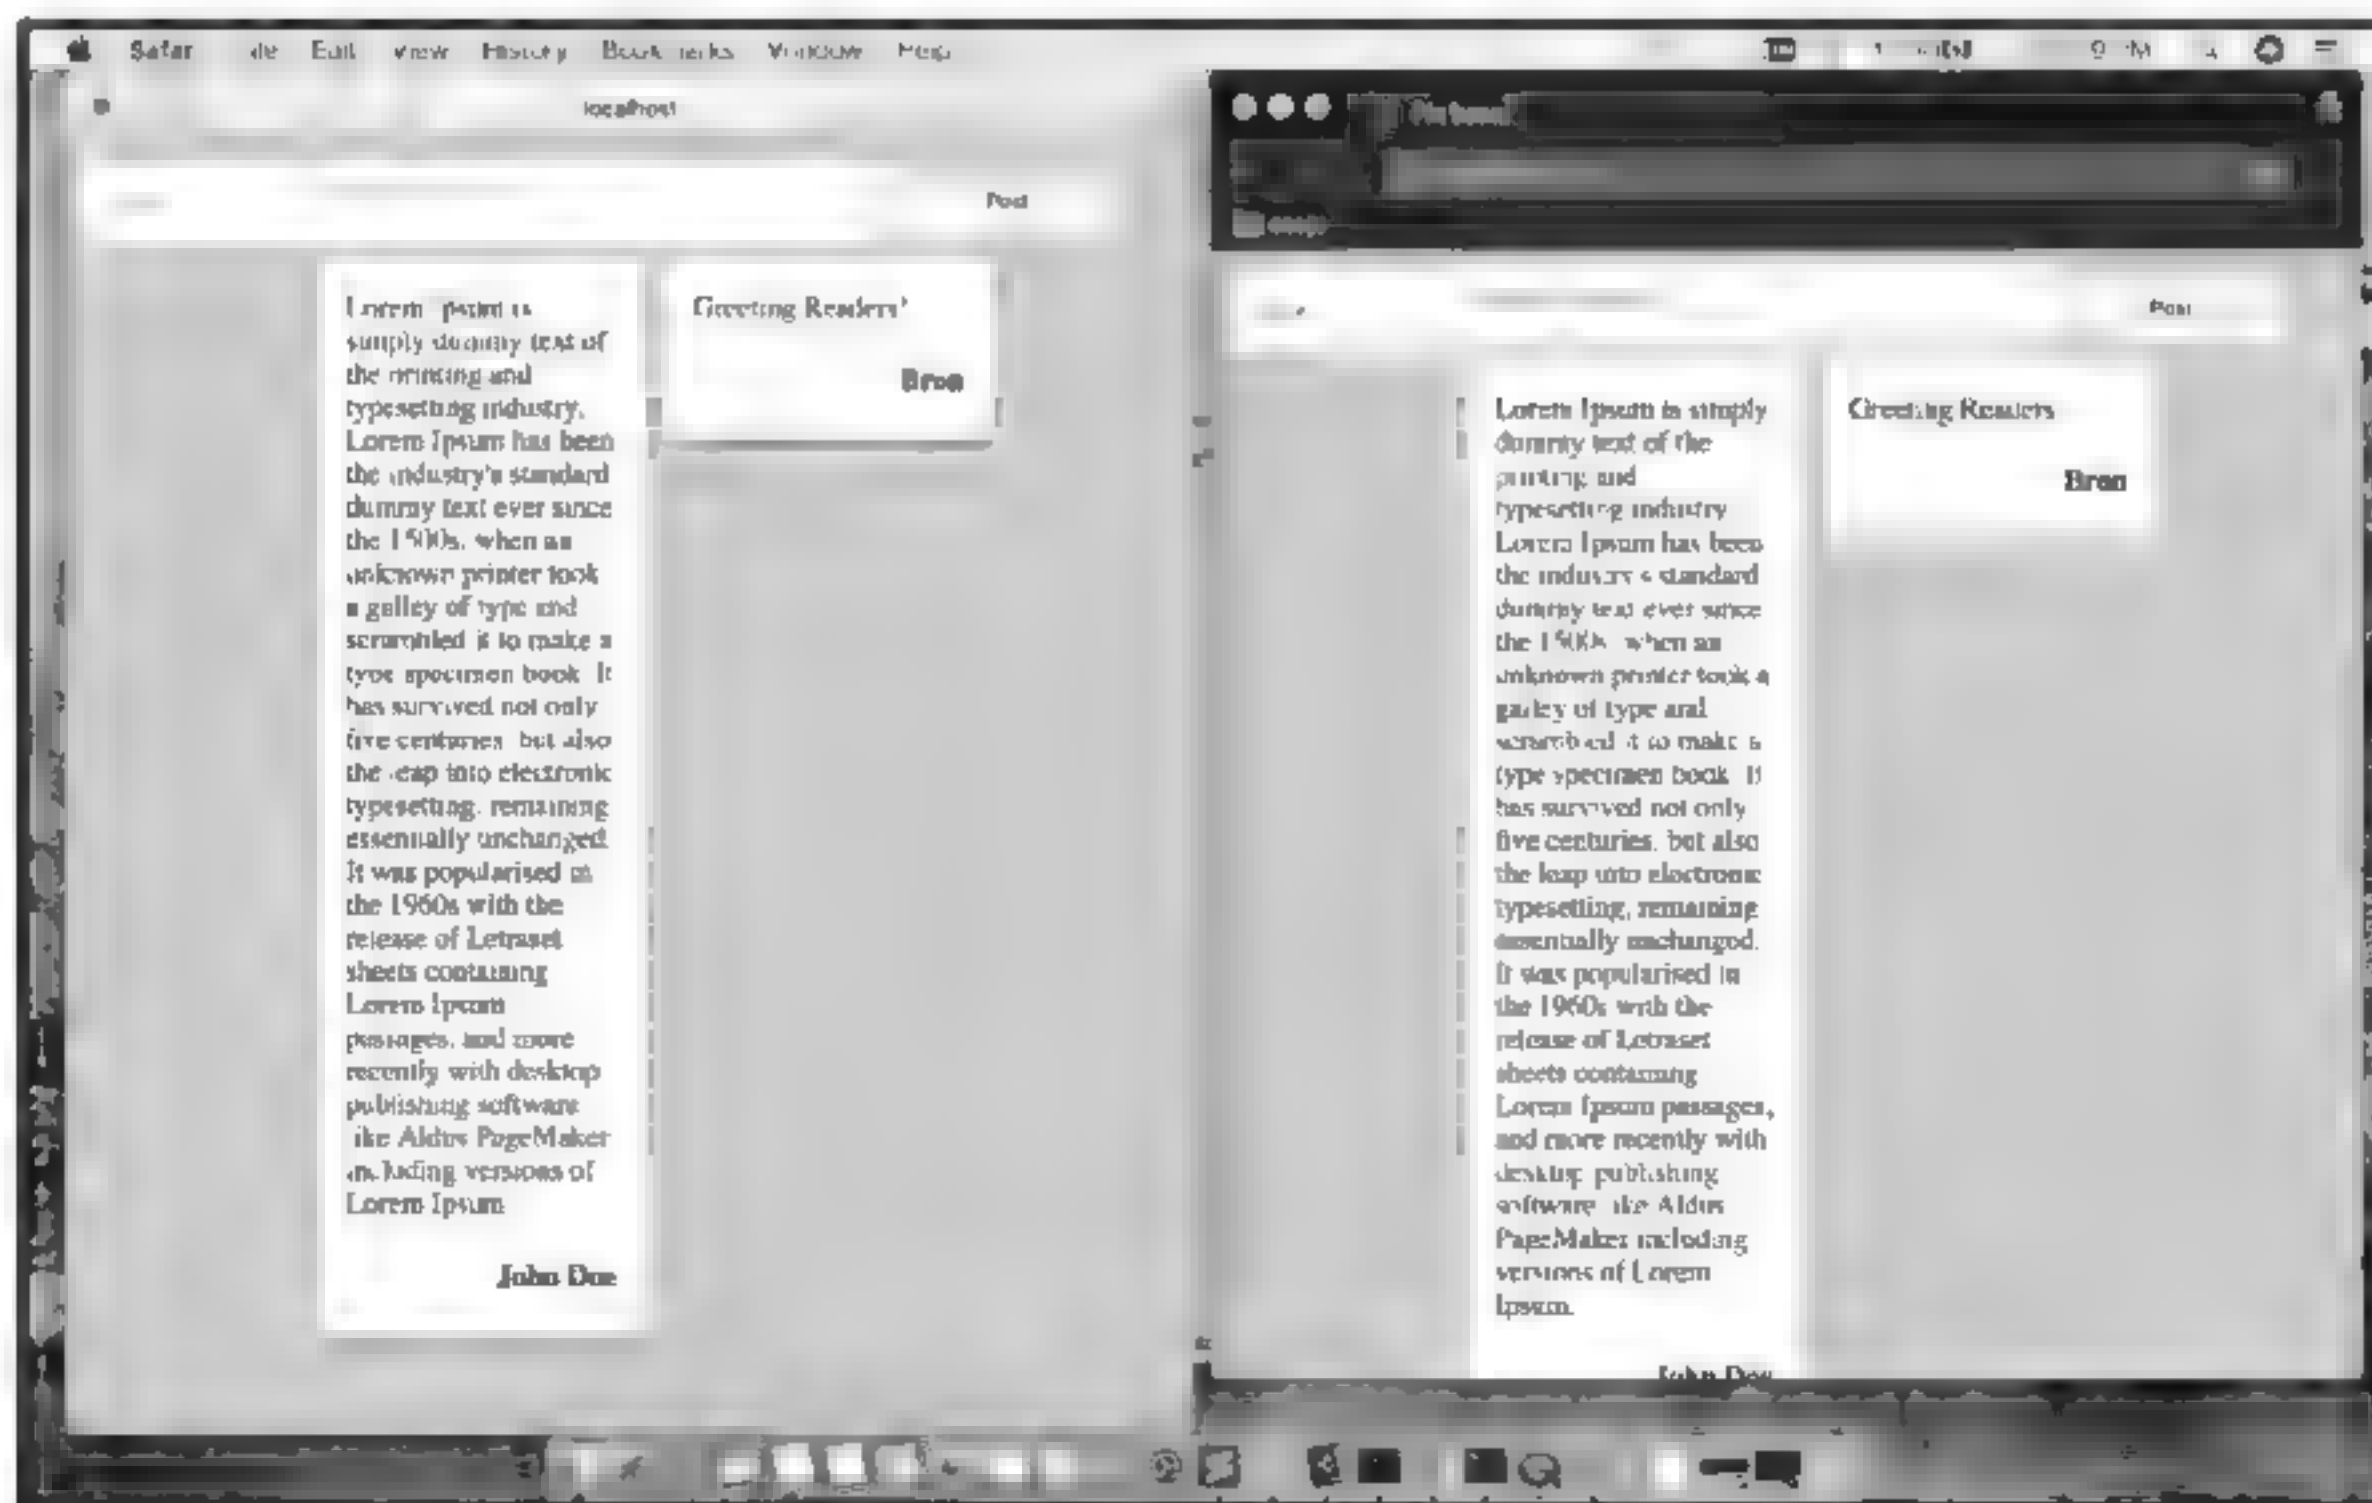 Safari Edit View History Bookmarks Window Help
localhost
Post
Lorem Ipsum is
simply dummy text of
the printing and
typesetting industry.
Lorem Ipsum has been
the industry's standard
dummy text ever since
the 1500s, when an
unknown printer took
a galley of type and
scrambled it to make a
type specimen book. It
has survived not only
five centuries, but also
the leap into electronic
typesetting, remaining
essentially unchanged.
It was popularised in
the 1960s with the
release of Letraset
sheets containing
Lorem Ipsum
passages, and more
recently with desktop
publishing software
like Aldus PageMaker
including versions of
Lorem Ipsum
John Doe
Greeting Readers!
Bron
Post
Lorem Ipsum is simply
dummy text of the
printing and
typesetting industry
Lorem Ipsum has been
the industry's standard
dummy text ever since
the 1500s, when an
unknown printer took a
galley of type and
scrambled it to make a
type specimen book. It
has survived not only
five centuries, but also
the leap into electronic
typesetting, remaining
essentially unchanged.
It was popularised in
the 1960s with the
release of Letraset
sheets containing
Lorem Ipsum passages,
and more recently with
desktop publishing
software like Aldus
PageMaker including
versions of Lorem
Ipsum.
John Doe
Greeting Readers
Bron